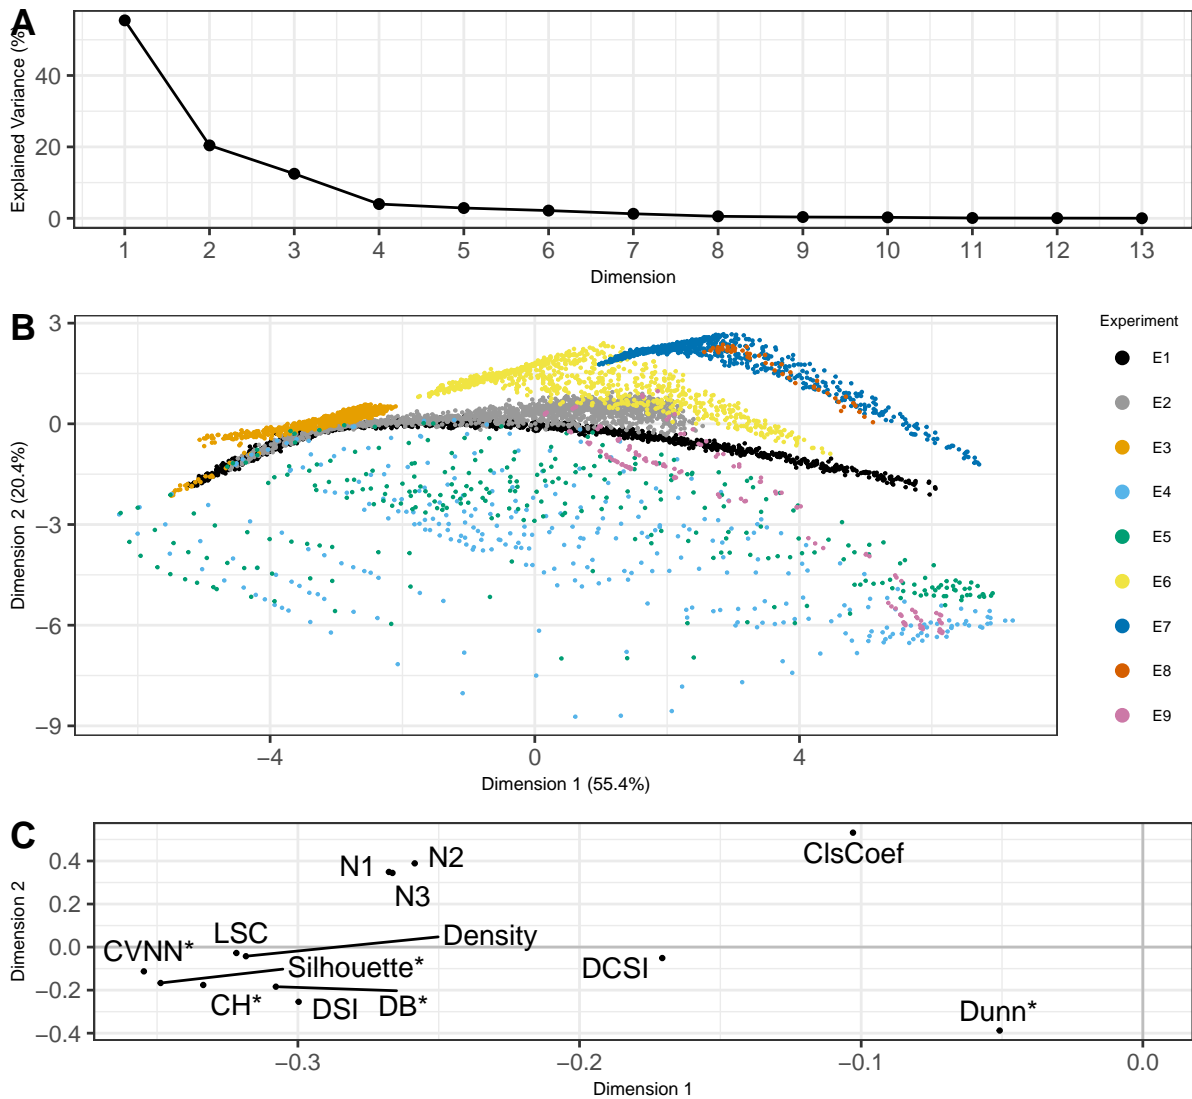 A
Explained Variance (%)
40
20
0
1 2 3 4 5 6 7 8 9 10 11 12 13
Dimension
B
Dimension 2 (20.4%)
3
0
−3
−6
−9
−4 0 4
Dimension 1 (55.4%)
Experiment
E1
E2
E3
E4
E5
E6
E7
E8
E9
C
Dimension 2
0.4
0.2
0.0
−0.2
−0.4
ClsCoef
N1
N2
N3
LSC
Density
CVNN*
Silhouette*
DCSI
CH*
DSI
DB*
Dunn*
−0.3 −0.2 −0.1 0.0
Dimension 1